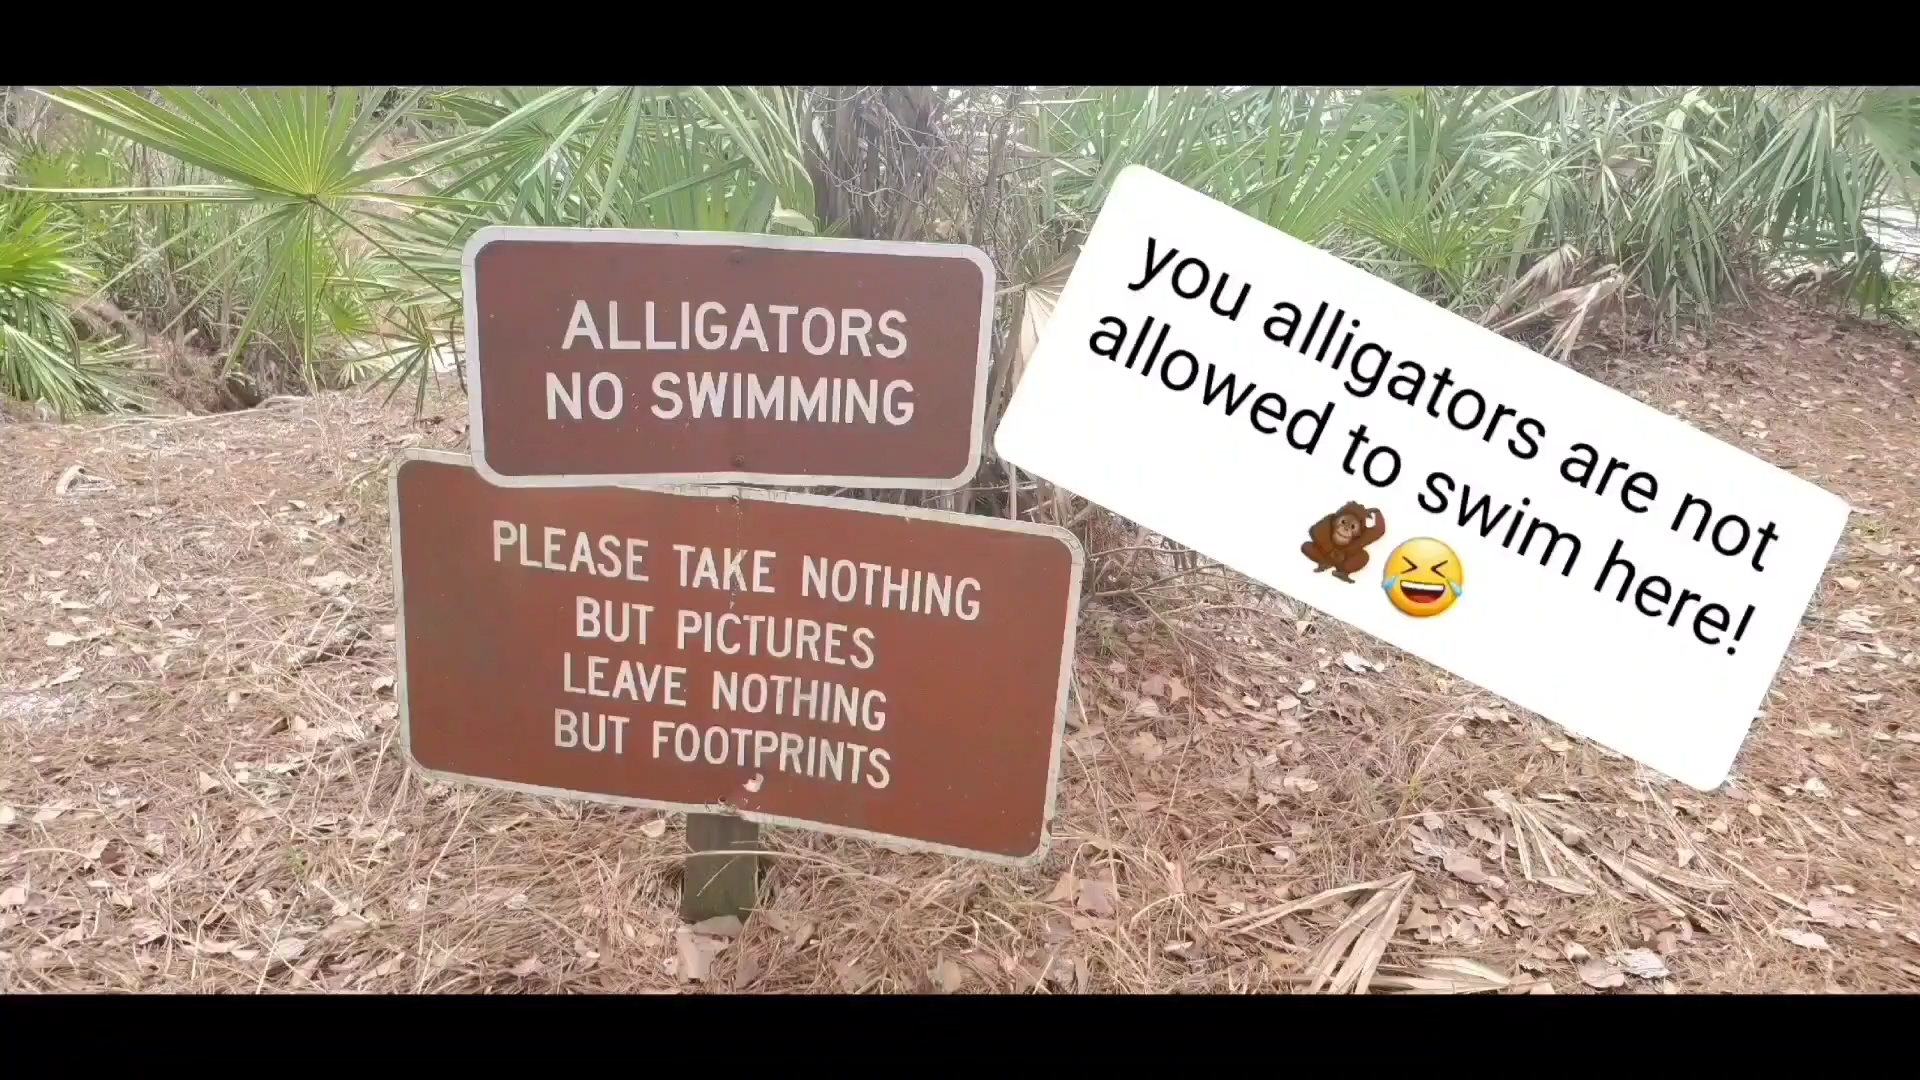 ALLIGATORS
NO SWIMMING
PLEASE TAKE NOTHING
BUT PICTURES
LEAVE NOTHING
BUT FOOTPRINTS
you alligators are not
allowed to swim here!
🦧😆